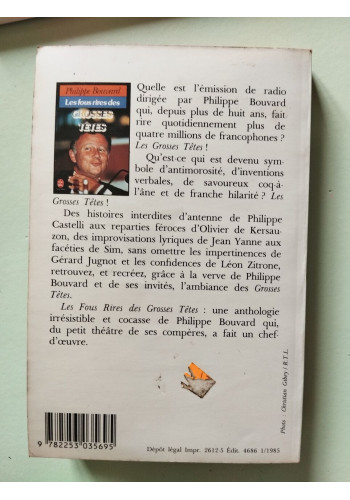 Philippe Bouvard
Les fous rires des
GROSSES
TÊTES
Quelle est l'émission de radio
dirigée par Philippe Bouvard
qui, depuis plus de huit ans, fait
rire quotidiennement plus de
quatre millions de francophones ?
Les Grosses Têtes !
Qu'est-ce qui est devenu sym-
bole d'antimorosité, d'inventions
verbales, de savoureux coq-à-
l'âne et de franche hilarité ? Les
Grosses Têtes !
Des histoires interdites d'antenne de Philippe
Castelli aux reparties féroces d'Olivier de Kersau-
zon, des improvisations lyriques de Jean Yanne aux
facéties de Sim, sans omettre les impertinences de
Gérard Jugnot et les confidences de Léon Zitrone,
retrouvez, et recréez, grâce à la verve de Philippe
Bouvard et de ses invités, l'ambiance des Grosses
Têtes.
Les Fous Rires des Grosses Têtes : une anthologie
irrésistible et cocasse de Philippe Bouvard qui,
du petit théâtre de ses compères, a fait un chef-
d'œuvre.
Photo : Christian Gibey / R.T.L.
9 782253 035695
Dépôt légal Impr. 2612-5 Édit. 4686 1/1985